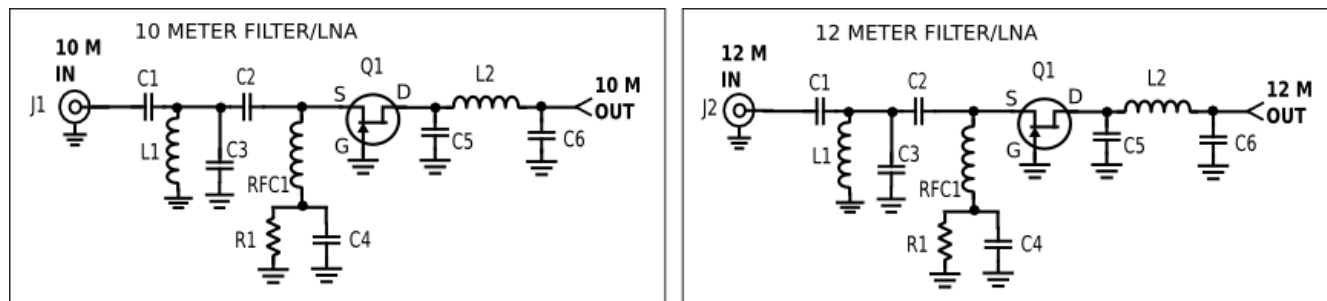 10 METER FILTER/LNA
10 M
IN
J1
C1
C2
Q1
S
D
G
L2
10 M
OUT
L1
C3
RFC1
C5
C6
R1
C4
12 METER FILTER/LNA
12 M
IN
J2
C1
C2
Q1
S
D
G
L2
12 M
OUT
L1
C3
RFC1
C5
C6
R1
C4